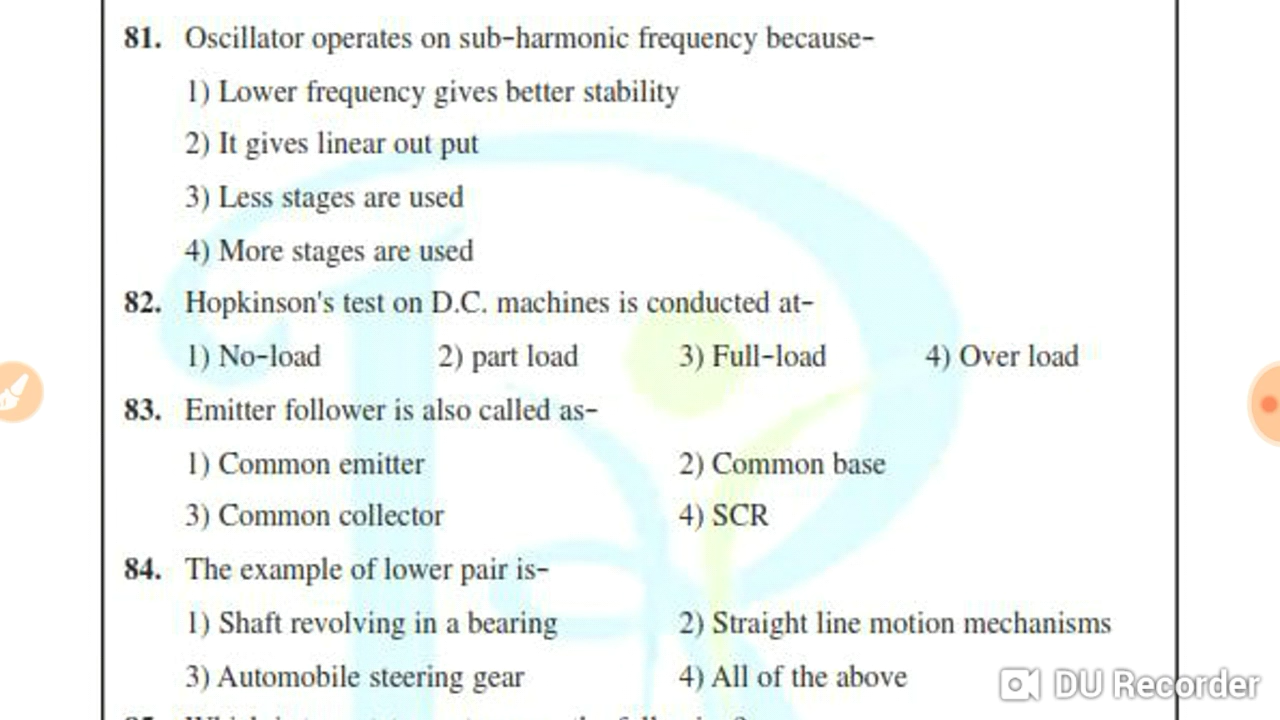 81. Oscillator operates on sub-harmonic frequency because-
1) Lower frequency gives better stability
2) It gives linear out put
3) Less stages are used
4) More stages are used
82. Hopkinson's test on D.C. machines is conducted at-
1) No-load 2) part load 3) Full-load 4) Over load
83. Emitter follower is also called as-
1) Common emitter 2) Common base
3) Common collector 4) SCR
84. The example of lower pair is-
1) Shaft revolving in a bearing 2) Straight line motion mechanisms
3) Automobile steering gear 4) All of the above
DU Recorder